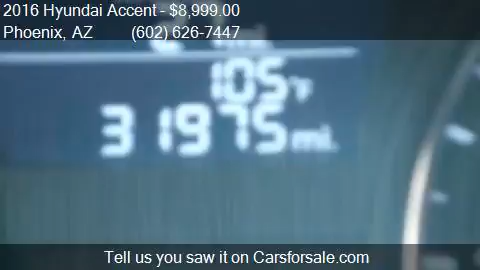 2016 Hyundai Accent - $8,999.00
Phoenix, AZ (602) 626-7447
105°F
31975 mi.
Tell us you saw it on Carsforsale.com